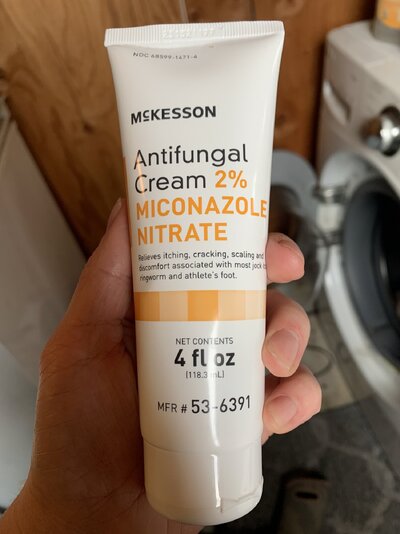 NDC 68599-1621-4
McKESSON
Antifungal
Cream 2%
MICONAZOLE
NITRATE
Relieves itching, cracking, scaling and
discomfort associated with most jock
ringworm and athlete's foot.
NET CONTENTS
4 fl oz
(118.3 mL)
MFR # 53-6391